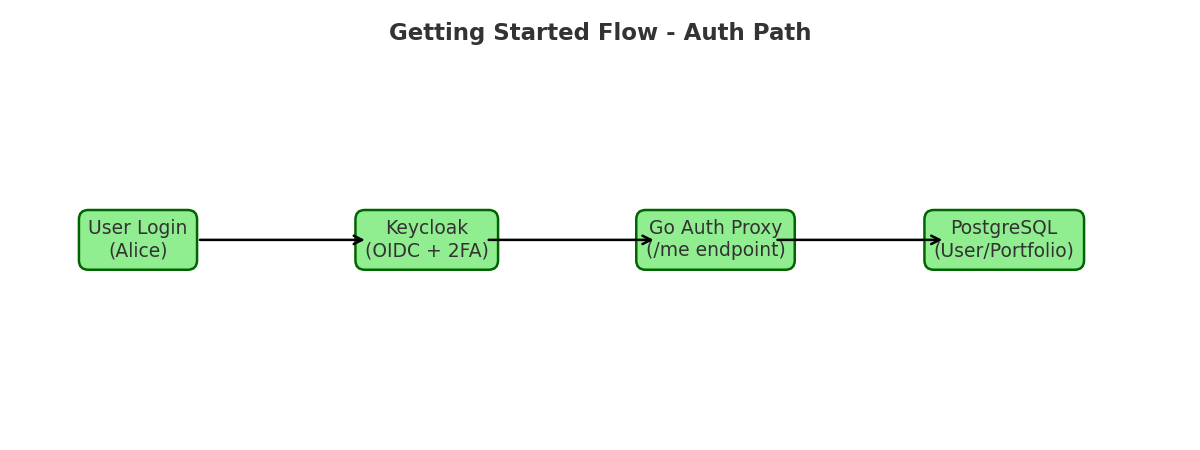 Getting Started Flow - Auth Path
User Login
(Alice)
Keycloak
(OIDC + 2FA)
Go Auth Proxy
(/me endpoint)
PostgreSQL
(User/Portfolio)